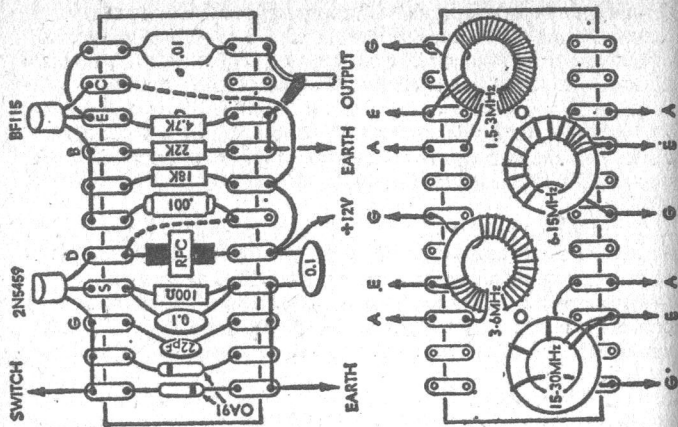 SWITCH
2N5459
BF115
G
S
D
B
E
C
OA91
22pF
0.1
100Ω
RFC
.001
18K
22K
4.7K
.01
0.1
EARTH
+12V
EARTH
OUTPUT
A
E
G
A
E
G
3-6MHz
1.5-3MHz
15-30MHz
6-15MHz
G
E
A
G
E
A